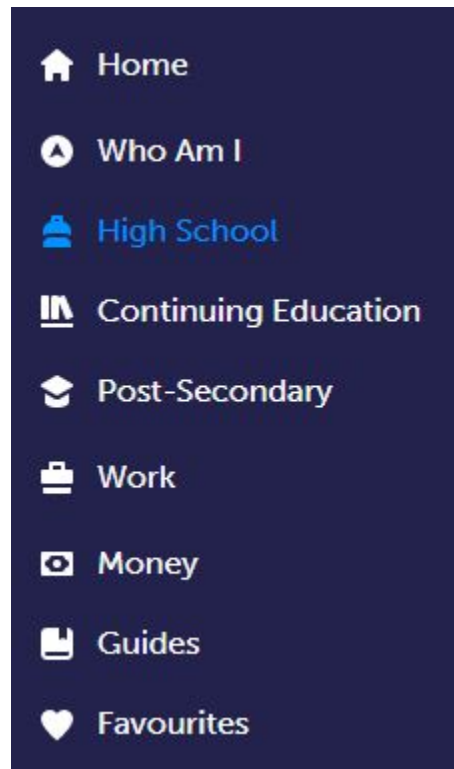 Home
Who Am I
High School
Continuing Education
Post-Secondary
Work
Money
Guides
Favourites